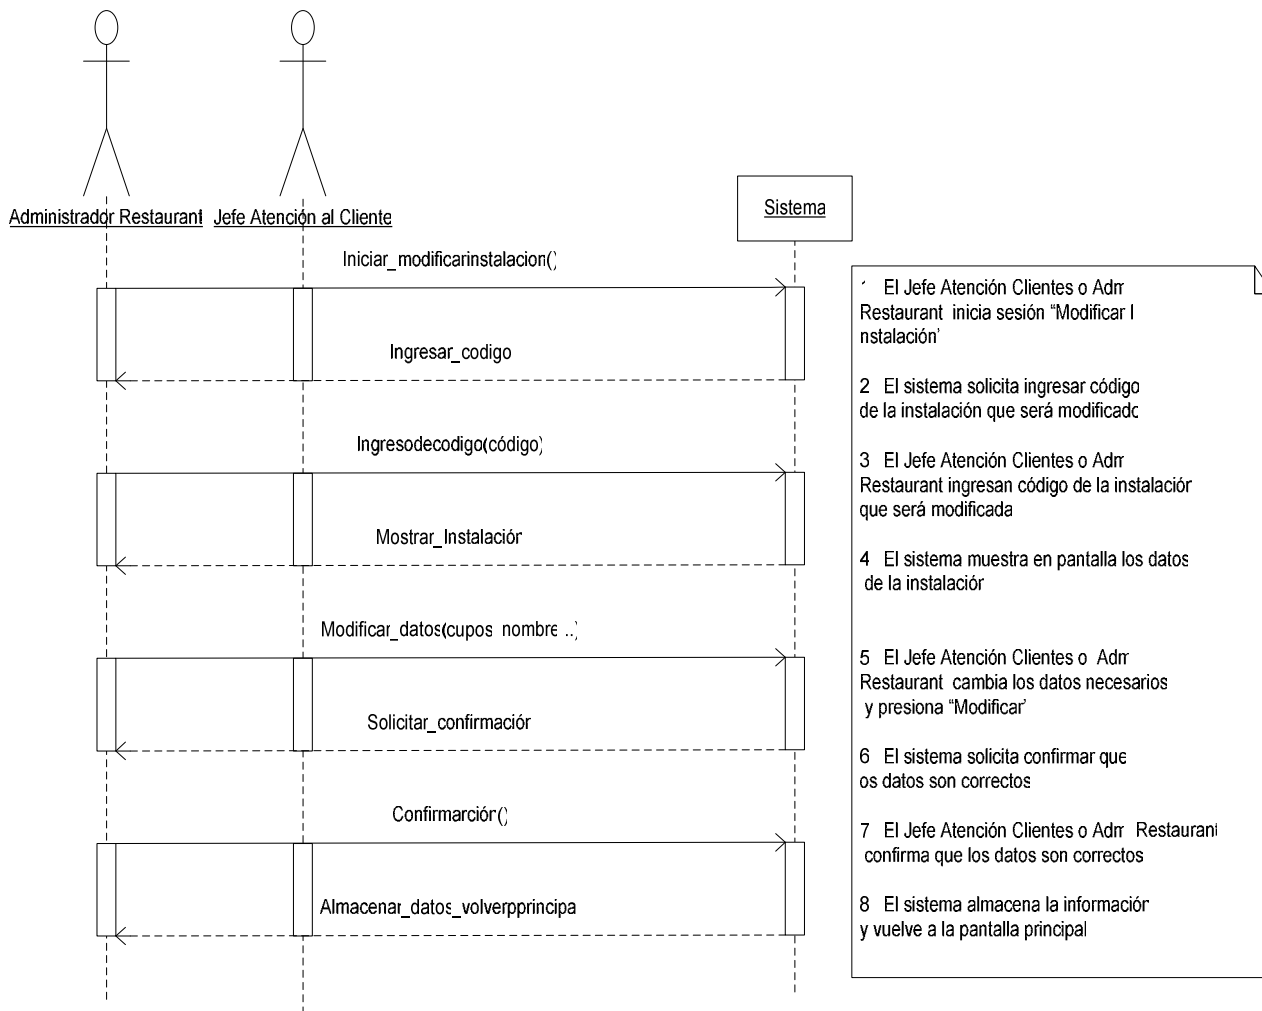 Administrador Restaurant
Jefe Atención al Cliente
Sistema
Iniciar_modificarinstalacion()
Ingresar_codigo
Ingresodecodigo(código)
Mostrar_Instalación
Modificar_datos(cupos nombre ..)
Solicitar_confirmación
Confirmarción()
Almacenar_datos_volverpprincipa
El Jefe Atención Clientes o Adm
Restaurant inicia sesión “Modificar I
nstalación’
2 El sistema solicita ingresar código
de la instalación que será modificado
3 El Jefe Atención Clientes o Adm
Restaurant ingresan código de la instalación
que será modificada
4 El sistema muestra en pantalla los datos
de la instalación
5 El Jefe Atención Clientes o Adm
Restaurant cambia los datos necesarios
y presiona “Modificar’
6 El sistema solicita confirmar que
os datos son correctos
7 El Jefe Atención Clientes o Adm Restaurant
confirma que los datos son correctos
8 El sistema almacena la información
y vuelve a la pantalla principal